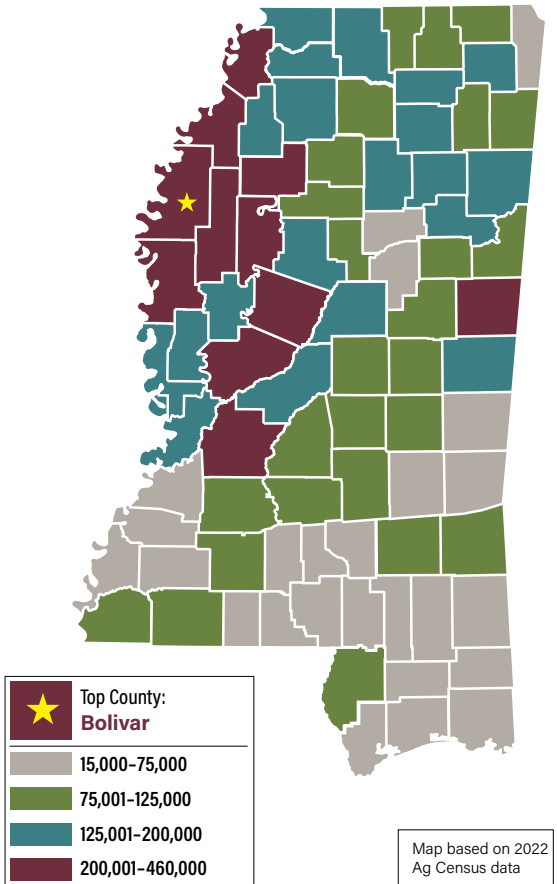 Top County:
Bolivar
15,000–75,000
75,001–125,000
125,001–200,000
200,001–460,000
Map based on 2022
Ag Census data